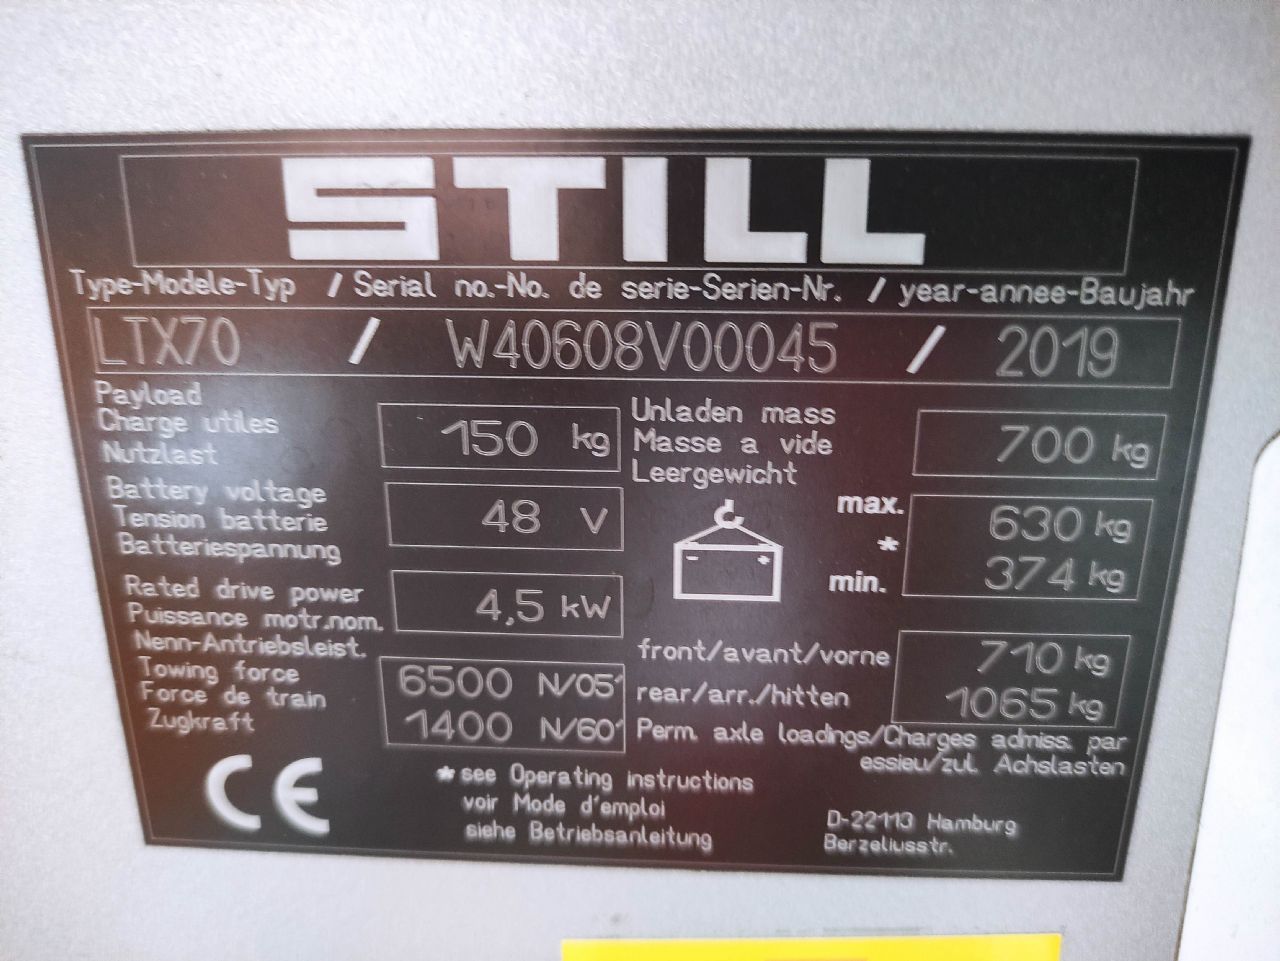 STILL
Type-Modele-Typ / Serial no.-No. de serie-Serien-Nr. / year-annee-Baujahr
LTX70 / W40608V00045 / 2019
Payload
Charge utiles
Nutzlast
150 kg
Unladen mass
Masse a vide
Leergewicht
700 kg
Battery voltage
Tension batterie
Batteriespannung
48 V
- +
max.
*
min.
630 kg
374 kg
Rated drive power
Puissance motr.nom.
Nenn-Antriebsleist.
4,5 kW
Towing force
Force de train
Zugkraft
6500 N/05'
1400 N/60'
front/avant/vorne
rear/arr./hitten
710 kg
1065 kg
Perm. axle loadings/Charges admiss. par
essieu/zul. Achslasten
CE
* see Operating instructions
voir Mode d'emploi
siehe Betriebsanleitung
D-22113 Hamburg
Berzeliusstr.